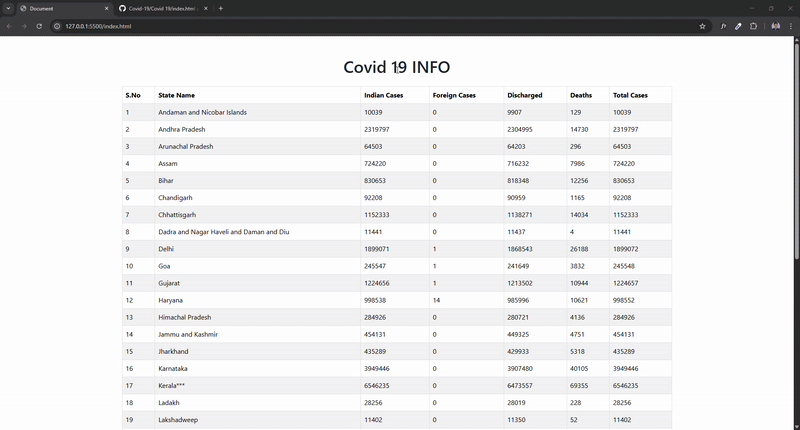 Document
Covid-19/Covid 19/index.html
127.0.0.1:5500/index.html
Covid 19 INFO
S.No State Name Indian Cases Foreign Cases Discharged Deaths Total Cases
1 Andaman and Nicobar Islands 10039 0 9907 129 10039
2 Andhra Pradesh 2319797 0 2304995 14730 2319797
3 Arunachal Pradesh 64503 0 64203 296 64503
4 Assam 724220 0 716232 7986 724220
5 Bihar 830653 0 818348 12256 830653
6 Chandigarh 92208 0 90959 1165 92208
7 Chhattisgarh 1152333 0 1138271 14034 1152333
8 Dadra and Nagar Haveli and Daman and Diu 11441 0 11437 4 11441
9 Delhi 1899071 1 1868543 26188 1899072
10 Goa 245547 1 241649 3832 245548
11 Gujarat 1224656 1 1213502 10944 1224657
12 Haryana 998538 14 985996 10621 998552
13 Himachal Pradesh 284926 0 280721 4136 284926
14 Jammu and Kashmir 454131 0 449325 4751 454131
15 Jharkhand 435289 0 429933 5318 435289
16 Karnataka 3949446 0 3907480 40105 3949446
17 Kerala*** 6546235 0 6473557 69355 6546235
18 Ladakh 28256 0 28019 228 28256
19 Lakshadweep 11402 0 11350 52 11402